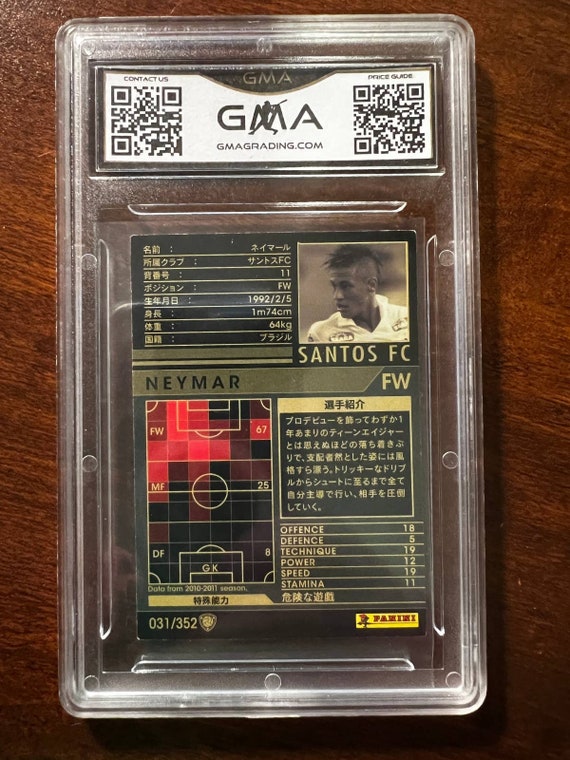 GMA
CONTACT US
PRICE GUIDE
GMA
GMAGRADING.COM
名前 : ネイマール
所属クラブ : サントスFC
背番号 : 11
ポジション : FW
生年月日 : 1992/2/5
身長 : 1m74cm
体重 : 64kg
国籍 : ブラジル
SANTOS FC
NEYMAR
FW
FW 67
MF 25
DF 8
GK
Data from 2010-2011 season.
選手紹介
プロデビューを飾ってわずか1
年あまりのティーンエイジャー
とは思えぬほどの落ち着きぶ
りで、支配者然とした姿には風
格すら漂う。トリッキーなドリブ
ルからシュートに至るまで全て
自分主導で行い、相手を圧倒
していく。
OFFENCE 18
DEFENCE 5
TECHNIQUE 19
POWER 12
SPEED 19
STAMINA 11
特殊能力 危険な遊戯
031/352
PANINI